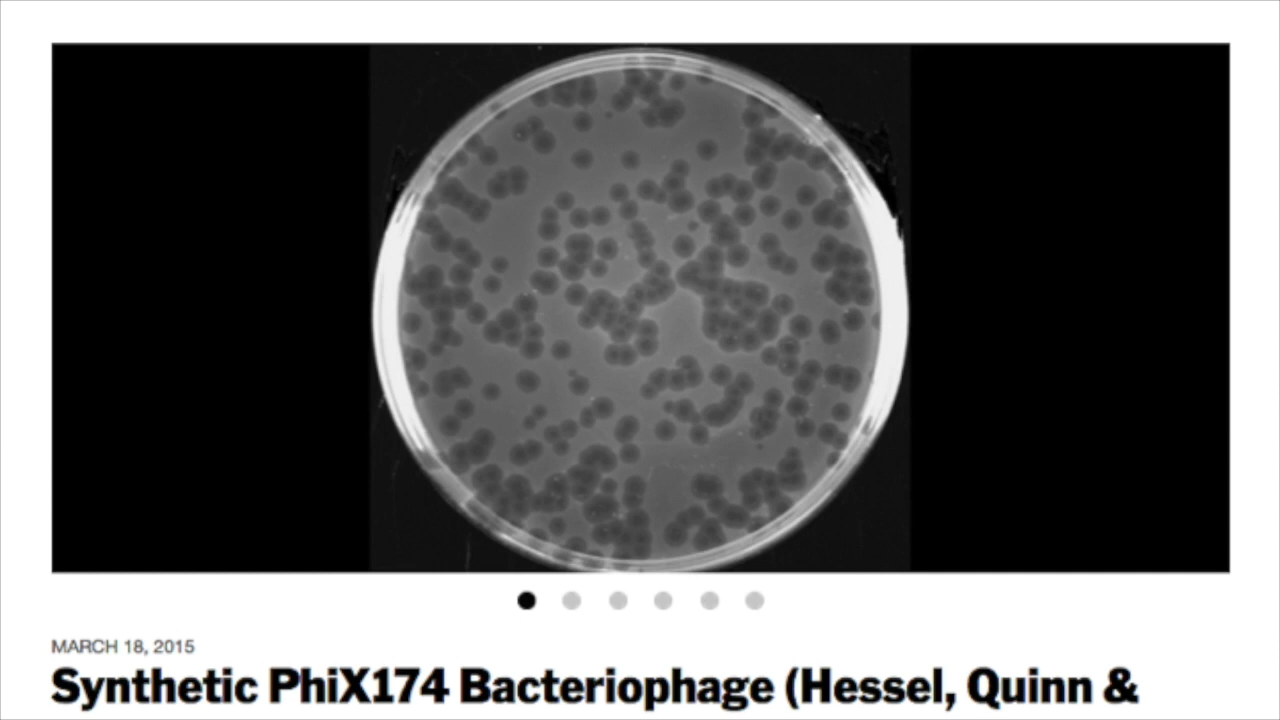 MARCH 18, 2015
Synthetic PhiX174 Bacteriophage (Hessel, Quinn &